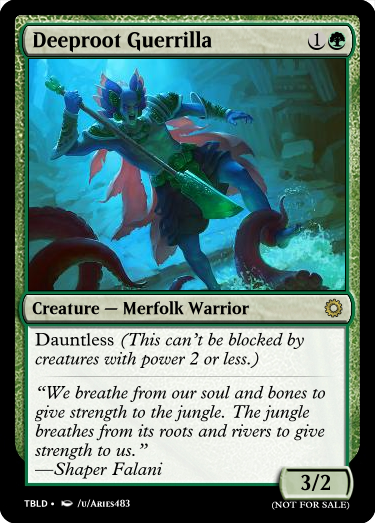 Deeproot Guerrilla 1
Creature — Merfolk Warrior
Dauntless (This can't be blocked by
creatures with power 2 or less.)
“We breathe from our soul and bones to
give strength to the jungle. The jungle
breathes from its roots and rivers to give
strength to us.”
—Shaper Falani
3/2
TBLD • /u/Aries483
(NOT FOR SALE)